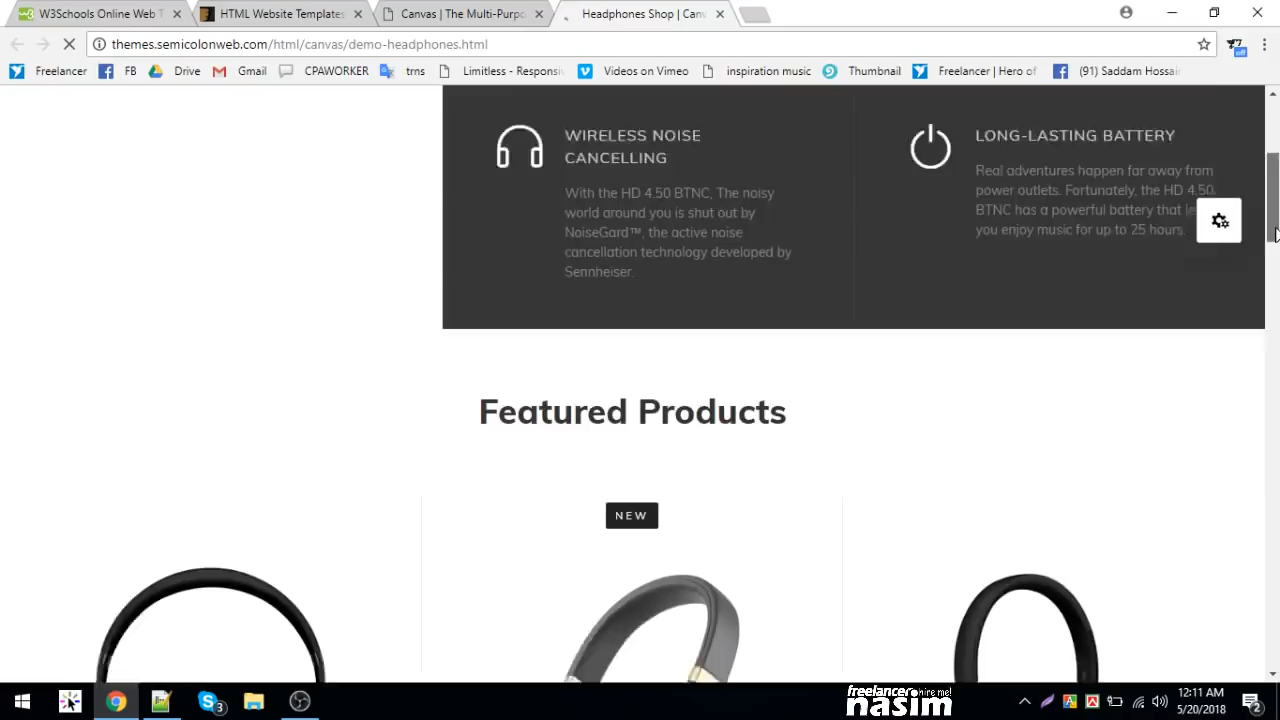 W3Schools Online Web T
HTML Website Templates
Canvas | The Multi-Purpo
Headphones Shop | Can
themes.semicolonweb.com/html/canvas/demo-headphones.html
Freelancer
FB
Drive
Gmail
CPAWORKER
trns
Limitless - Responsi
Videos on Vimeo
inspiration music
Thumbnail
Freelancer | Hero of
(91) Saddam Hossai
off
WIRELESS NOISE
CANCELLING
With the HD 4.50 BTNC, The noisy
world around you is shut out by
NoiseGard™, the active noise
cancellation technology developed by
Sennheiser.
LONG-LASTING BATTERY
Real adventures happen far away from
power outlets. Fortunately, the HD 4.50.
BTNC has a powerful battery that le
you enjoy music for up to 25 hours.
Featured Products
NEW
3
freelancer hire me!
nasim
12:11 AM
5/20/2018
2